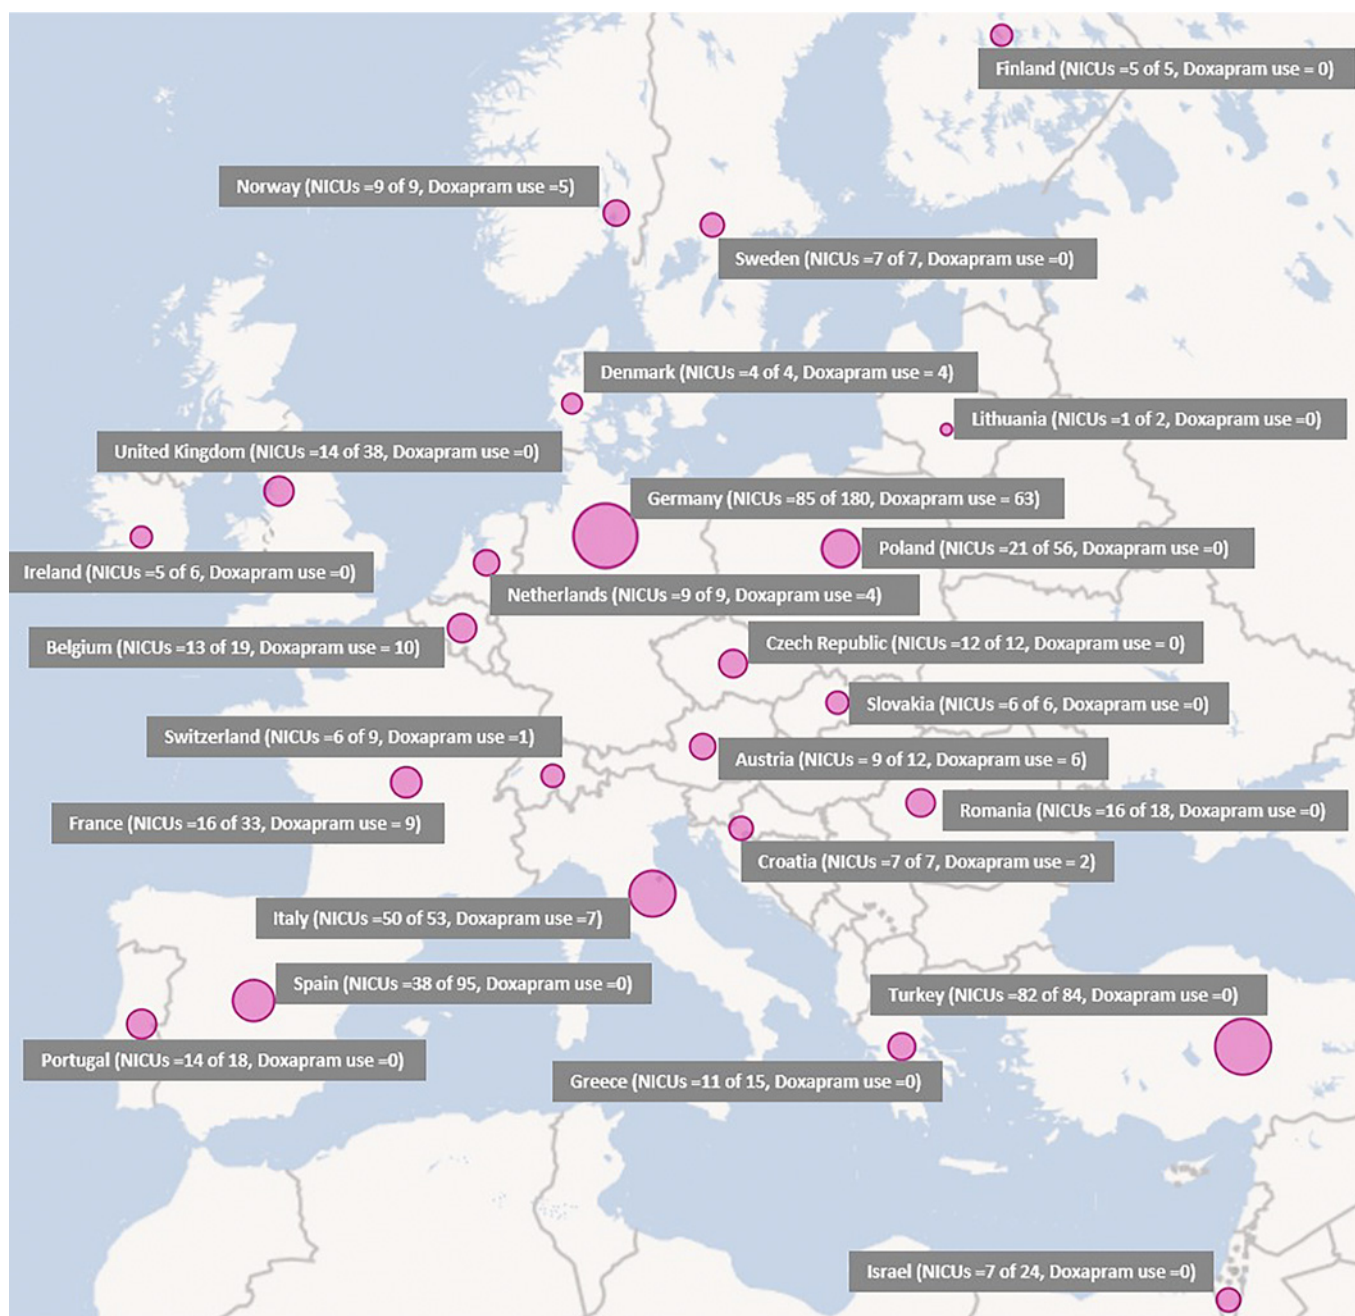 Finland (NICUs =5 of 5, Doxapram use = 0)
Norway (NICUs =9 of 9, Doxapram use =5)
Sweden (NICUs =7 of 7, Doxapram use =0)
Denmark (NICUs =4 of 4, Doxapram use = 4)
Lithuania (NICUs =1 of 2, Doxapram use =0)
United Kingdom (NICUs =14 of 38, Doxapram use =0)
Germany (NICUs =85 of 180, Doxapram use = 63)
Poland (NICUs =21 of 56, Doxapram use =0)
Ireland (NICUs =5 of 6, Doxapram use =0)
Netherlands (NICUs =9 of 9, Doxapram use =4)
Belgium (NICUs =13 of 19, Doxapram use = 10)
Czech Republic (NICUs =12 of 12, Doxapram use = 0)
Slovakia (NICUs =6 of 6, Doxapram use =0)
Switzerland (NICUs =6 of 9, Doxapram use =1)
Austria (NICUs = 9 of 12, Doxapram use = 6)
Romania (NICUs =16 of 18, Doxapram use =0)
France (NICUs =16 of 33, Doxapram use = 9)
Croatia (NICUs =7 of 7, Doxapram use = 2)
Italy (NICUs =50 of 53, Doxapram use =7)
Spain (NICUs =38 of 95, Doxapram use =0)
Turkey (NICUs =82 of 84, Doxapram use =0)
Portugal (NICUs =14 of 18, Doxapram use =0)
Greece (NICUs =11 of 15, Doxapram use =0)
Israel (NICUs =7 of 24, Doxapram use =0)